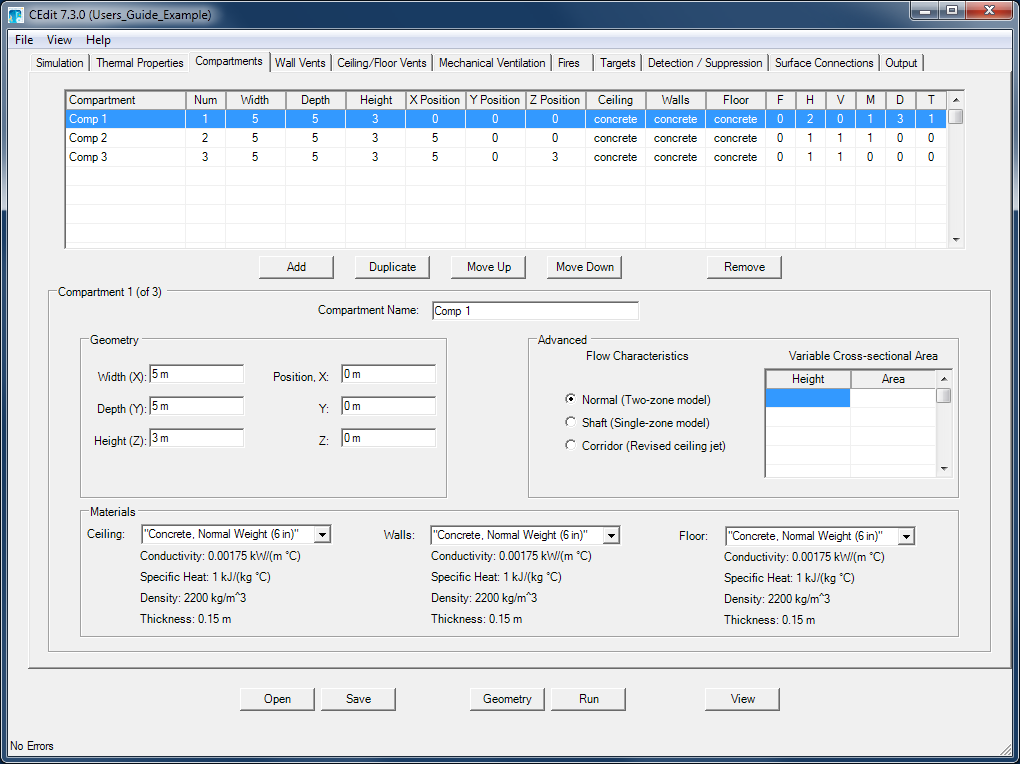 CEdit 7.3.0 (Users_Guide_Example)
File View Help
Simulation Thermal Properties Compartments Wall Vents Ceiling/Floor Vents Mechanical Ventilation Fires Targets Detection / Suppression Surface Connections Output
Compartment Num Width Depth Height X Position Y Position Z Position Ceiling Walls Floor F H V M D T
Comp 1 1 5 5 3 0 0 0 concrete concrete concrete 0 2 0 1 3 1
Comp 2 2 5 5 3 5 0 0 concrete concrete concrete 0 1 1 1 0 0
Comp 3 3 5 5 3 5 0 3 concrete concrete concrete 0 1 1 0 0 0
Add Duplicate Move Up Move Down Remove
Compartment 1 (of 3)
Compartment Name: Comp 1
Geometry
Width (X): 5 m Position, X: 0 m
Depth (Y): 5 m Y: 0 m
Height (Z): 3 m Z: 0 m
Advanced
Flow Characteristics
Normal (Two-zone model)
Shaft (Single-zone model)
Corridor (Revised ceiling jet)
Variable Cross-sectional Area
Height Area
Materials
Ceiling: "Concrete, Normal Weight (6 in)"
Conductivity: 0.00175 kW/(m °C)
Specific Heat: 1 kJ/(kg °C)
Density: 2200 kg/m^3
Thickness: 0.15 m
Walls: "Concrete, Normal Weight (6 in)"
Conductivity: 0.00175 kW/(m °C)
Specific Heat: 1 kJ/(kg °C)
Density: 2200 kg/m^3
Thickness: 0.15 m
Floor: "Concrete, Normal Weight (6 in)"
Conductivity: 0.00175 kW/(m °C)
Specific Heat: 1 kJ/(kg °C)
Density: 2200 kg/m^3
Thickness: 0.15 m
Open Save Geometry Run View
No Errors